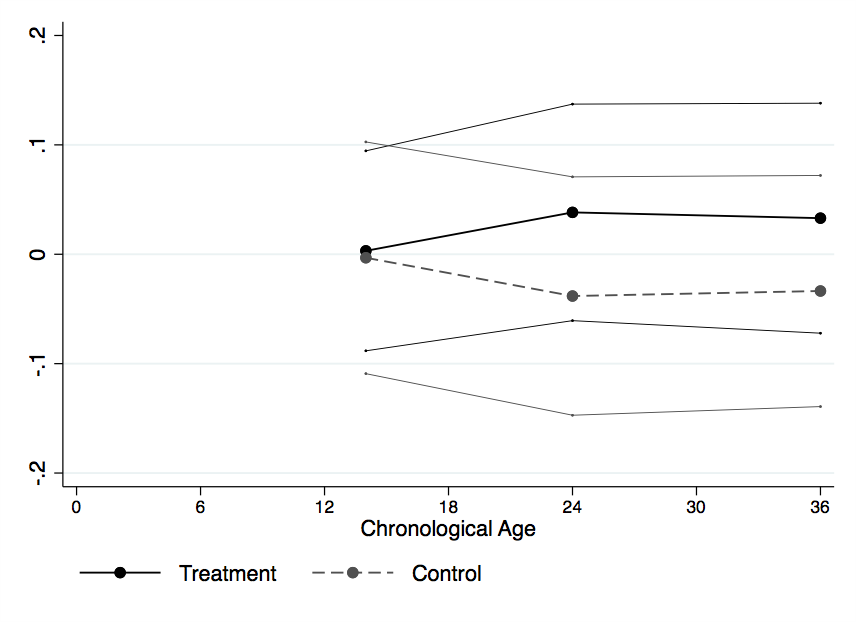 .2
.1
0
-.1
-.2
0 6 12 18 24 30 36
Chronological Age
Treatment Control